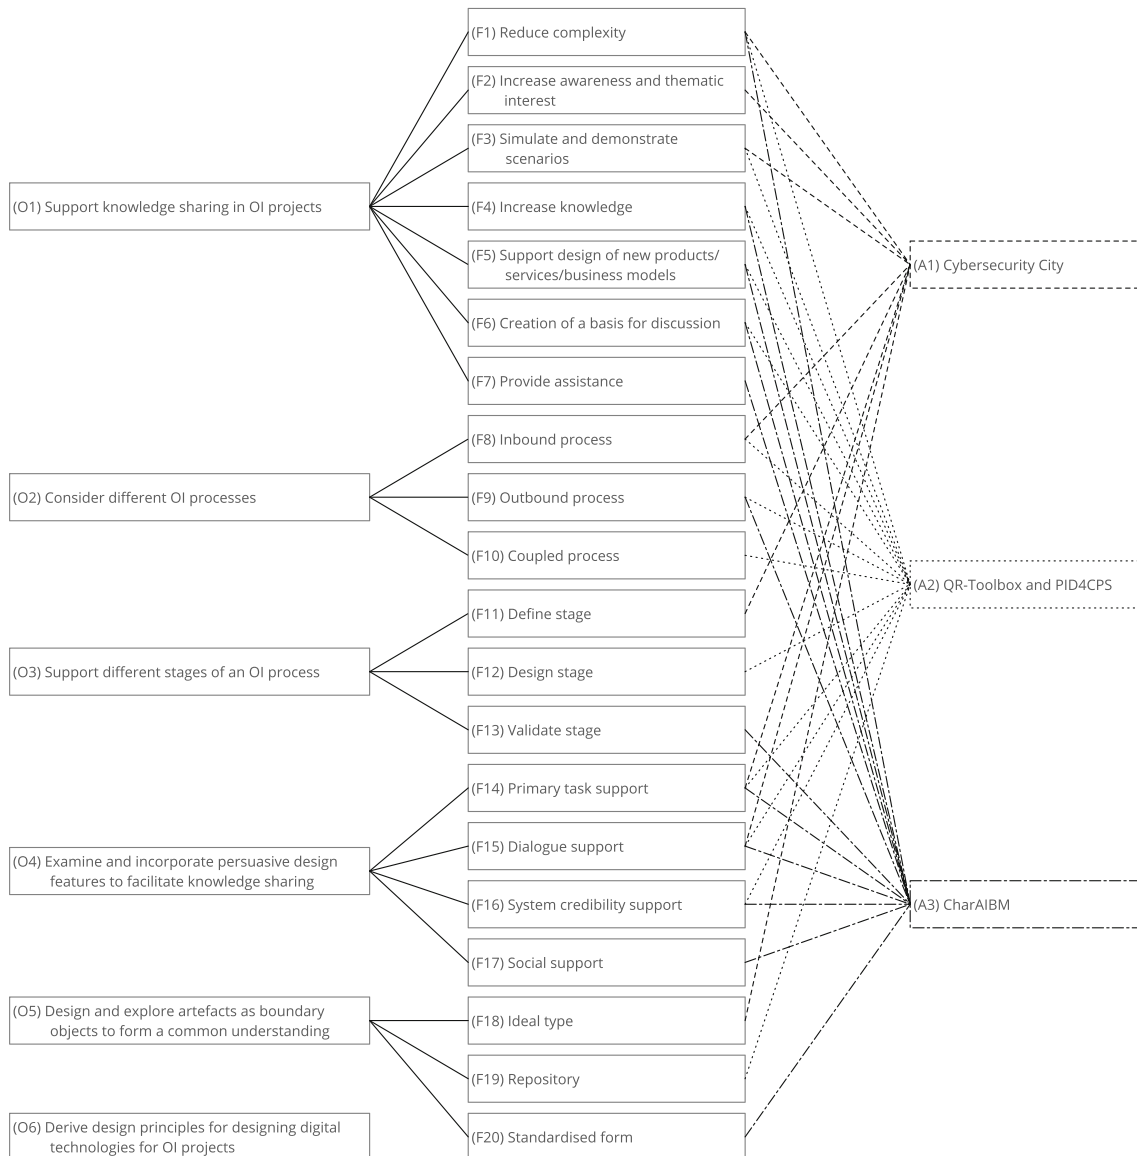 (O1) Support knowledge sharing in OI projects
(O2) Consider different OI processes
(O3) Support different stages of an OI process
(O4) Examine and incorporate persuasive design
features to facilitate knowledge sharing
(O5) Design and explore artefacts as boundary
objects to form a common understanding
(O6) Derive design principles for designing digital
technologies for OI projects
(F1) Reduce complexity
(F2) Increase awareness and thematic
interest
(F3) Simulate and demonstrate
scenarios
(F4) Increase knowledge
(F5) Support design of new products/
services/business models
(F6) Creation of a basis for discussion
(F7) Provide assistance
(F8) Inbound process
(F9) Outbound process
(F10) Coupled process
(F11) Define stage
(F12) Design stage
(F13) Validate stage
(F14) Primary task support
(F15) Dialogue support
(F16) System credibility support
(F17) Social support
(F18) Ideal type
(F19) Repository
(F20) Standardised form
(A1) Cybersecurity City
(A2) QR-Toolbox and PID4CPS
(A3) CharAIBM